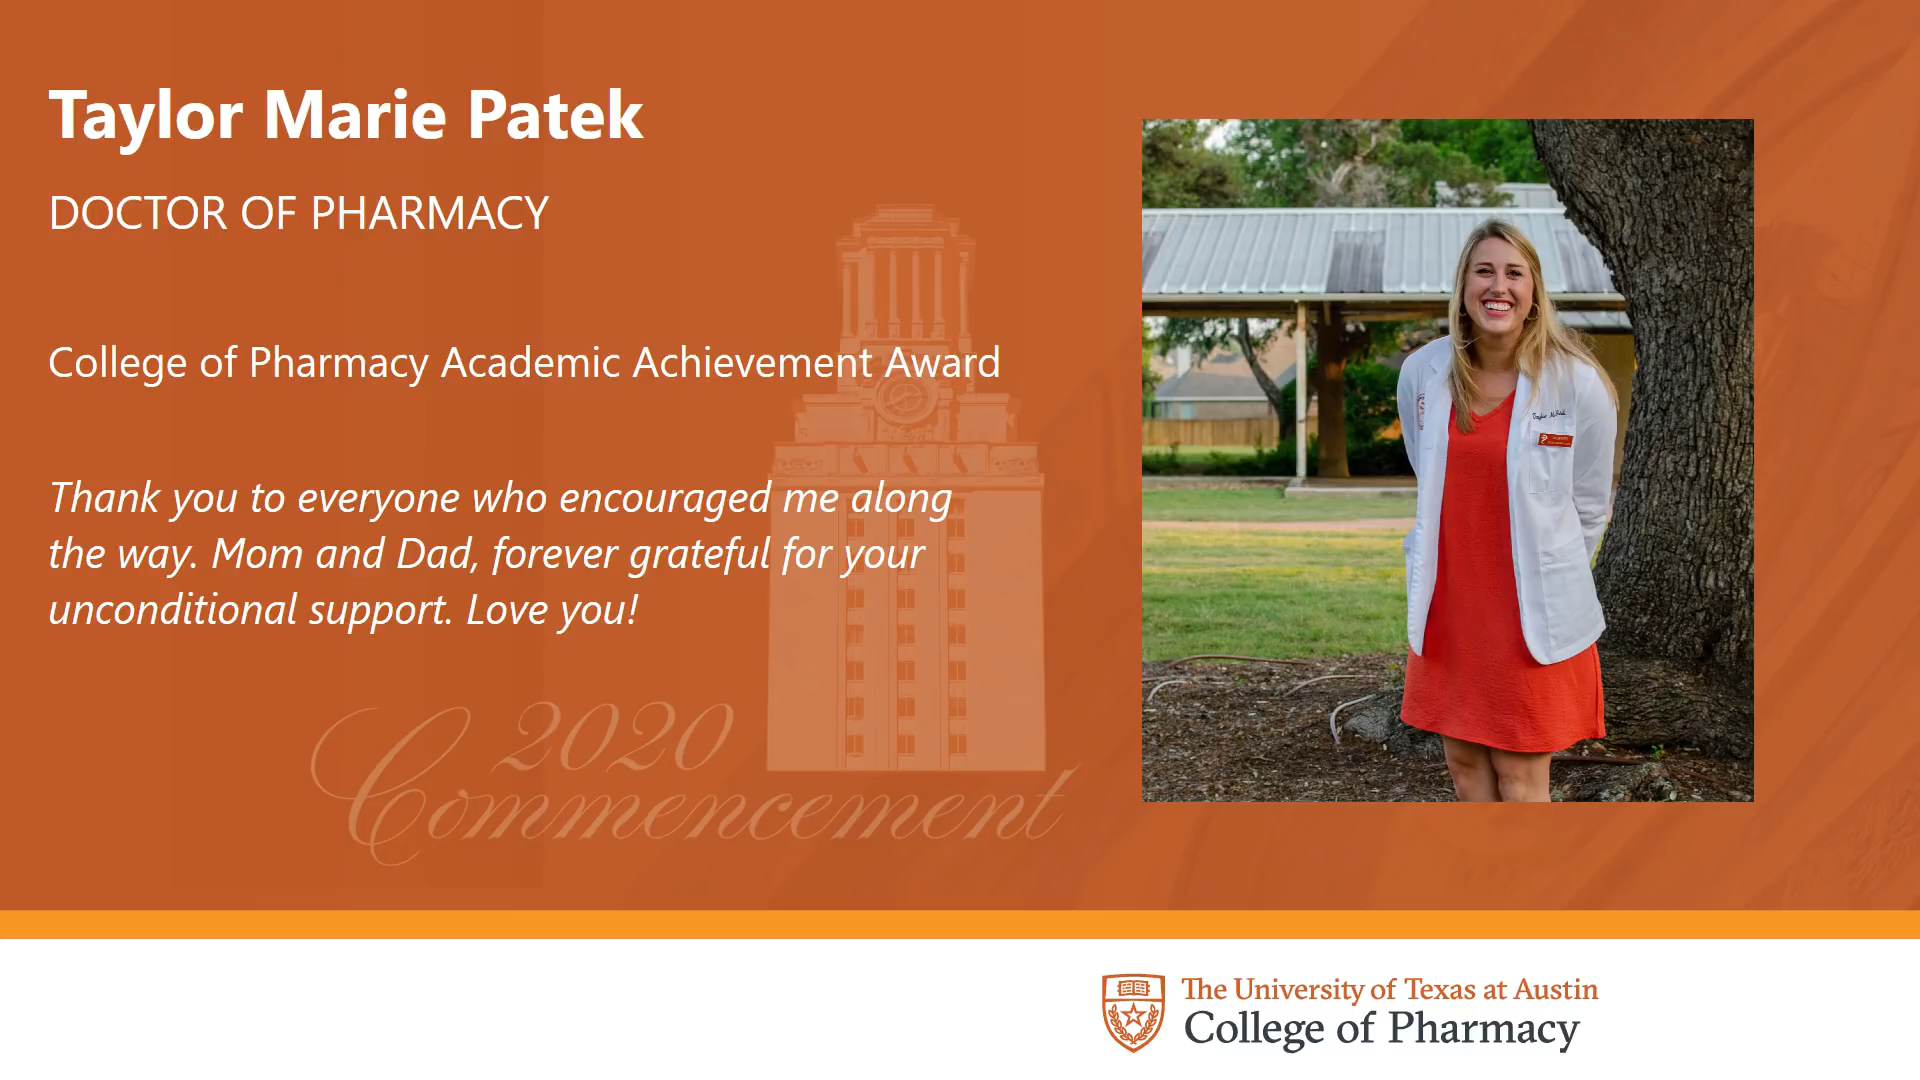 Taylor Marie Patek
DOCTOR OF PHARMACY
College of Pharmacy Academic Achievement Award
Thank you to everyone who encouraged me along
the way. Mom and Dad, forever grateful for your
unconditional support. Love you!
2020
Commencement
Taylor M. Patek
The University of Texas at Austin
College of Pharmacy